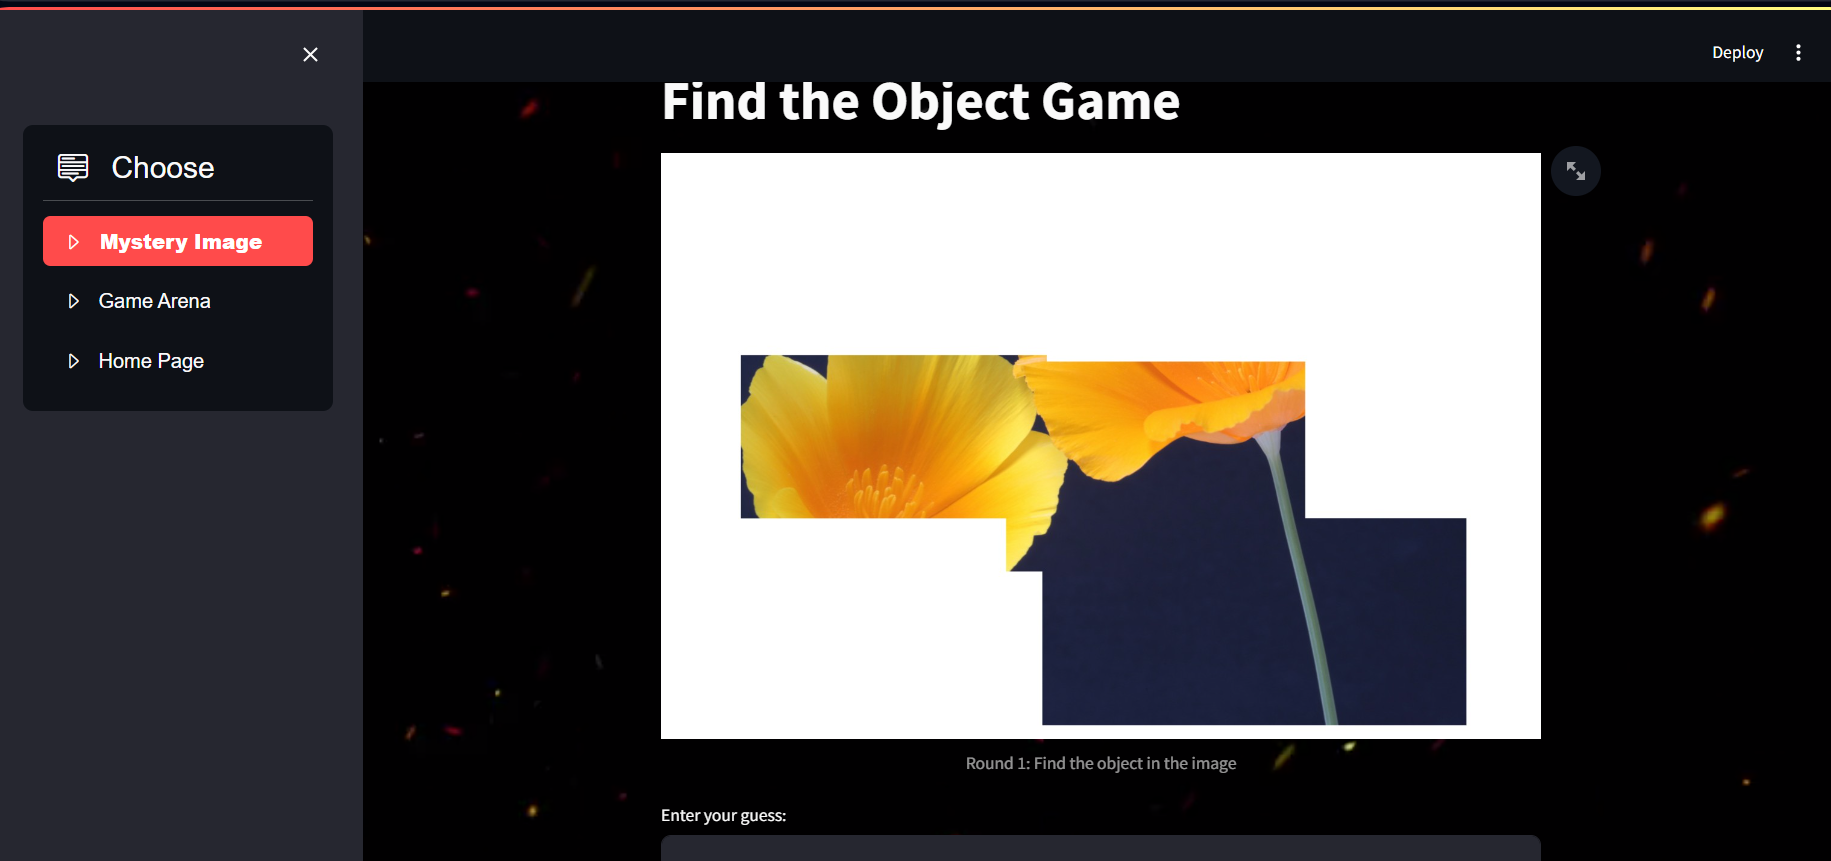 Deploy
Choose
Mystery Image
Game Arena
Home Page
Find the Object Game
Round 1: Find the object in the image
Enter your guess: